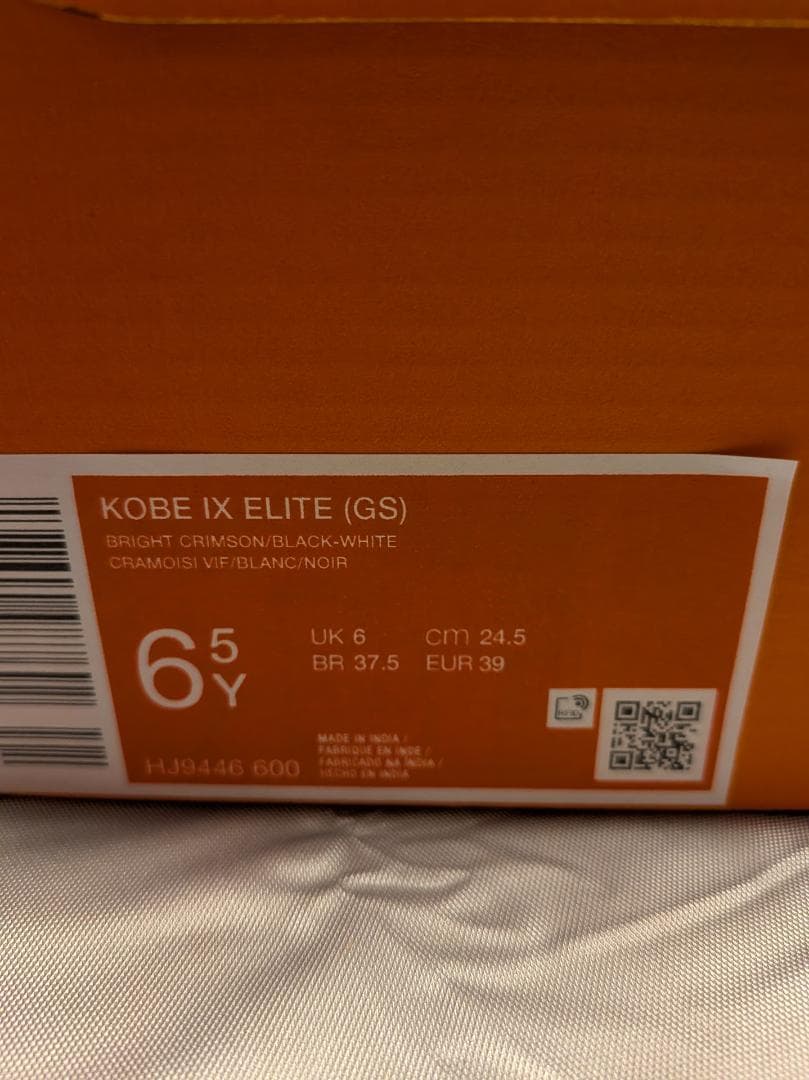 KOBE IX ELITE (GS)
BRIGHT CRIMSON/BLACK-WHITE
CRAMOISI VIF/BLANC/NOIR
6 5 Y
UK 6 cm 24.5
BR 37.5 EUR 39
HJ9446 600
MADE IN INDIA /
FABRIQUE EN INDE /
FABRICADO NA INDIA /
HECHO EN INDIA